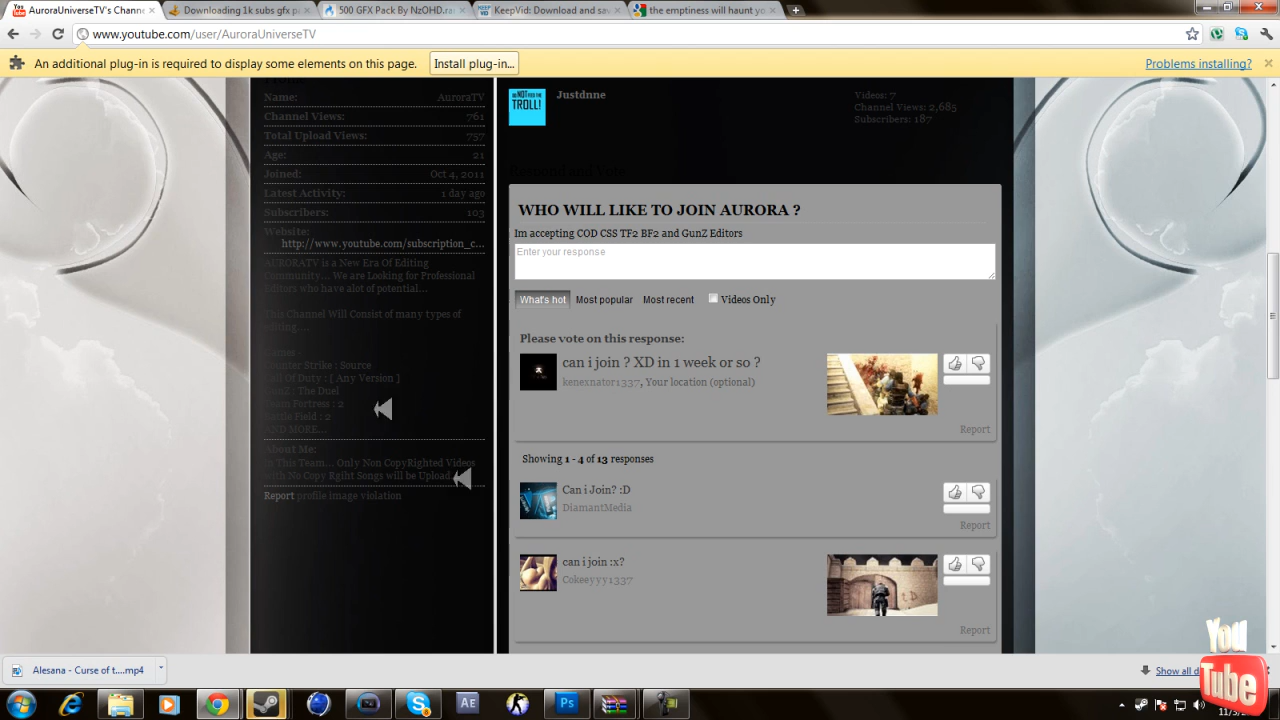 AuroraUniverseTV's Chann
Downloading 1k subs gfx pa
500 GFX Pack By NzOHD.ra
KeepVid: Download and sav
the emptiness will haunt yo
www.youtube.com/user/AuroraUniverseTV
An additional plug-in is required to display some elements on this page.
Install plug-in...
Problems installing?
Name: AuroraTV
Channel Views: 761
Total Upload Views: 757
Age: 21
Joined: Oct 4, 2011
Latest Activity: 1 day ago
Subscribers: 103
Website:
http://www.youtube.com/subscription_c...
AURORATV is a New Era Of Editing
Community... We are Looking for Professional
Editors who have alot of potential...
This Channel Will Consist of many types of
editing....
Counter Strike : Source
Call Of Duty : [ Any Version ]
GunZ : The Duel
Team Fortress : 2
Battle Field : 2
AND MORE...
About Me:
In This Team... Only Non CopyRighted Videos
with No Copy Rgiht Songs will be Upload
Report profile image violation
DO NOT FEED THE
TROLL!
Justdnne
Videos: 7
Channel Views: 2,685
Subscribers: 187
Respond and Vote
WHO WILL LIKE TO JOIN AURORA ?
Im accepting COD CSS TF2 BF2 and GunZ Editors
Enter your response
What's hot
Most popular
Most recent
Videos Only
Please vote on this response:
can i join ? XD in 1 week or so ?
kenexnator1337, Your location (optional)
Report
Showing 1 - 4 of 13 responses
Can i Join? :D
DiamantMedia
Report
can i join :x?
Cokeeyyy1337
Report
Alesana - Curse of t....mp4
Show all d
You
Tube
AE
Ps